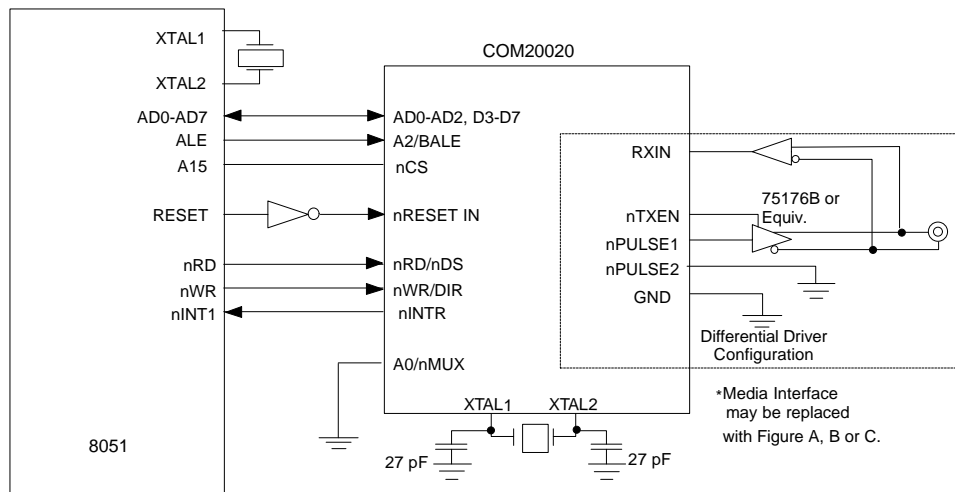 XTAL1
XTAL2
AD0-AD7
ALE
A15
RESET
nRD
nWR
nINT1
8051
COM20020
AD0-AD2, D3-D7
A2/BALE
nCS
nRESET IN
nRD/nDS
nWR/DIR
nINTR
A0/nMUX
RXIN
nTXEN
nPULSE1
nPULSE2
GND
XTAL1
XTAL2
27 pF
27 pF
75176B or
Equiv.
Differential Driver
Configuration
*Media Interface
may be replaced
with Figure A, B or C.